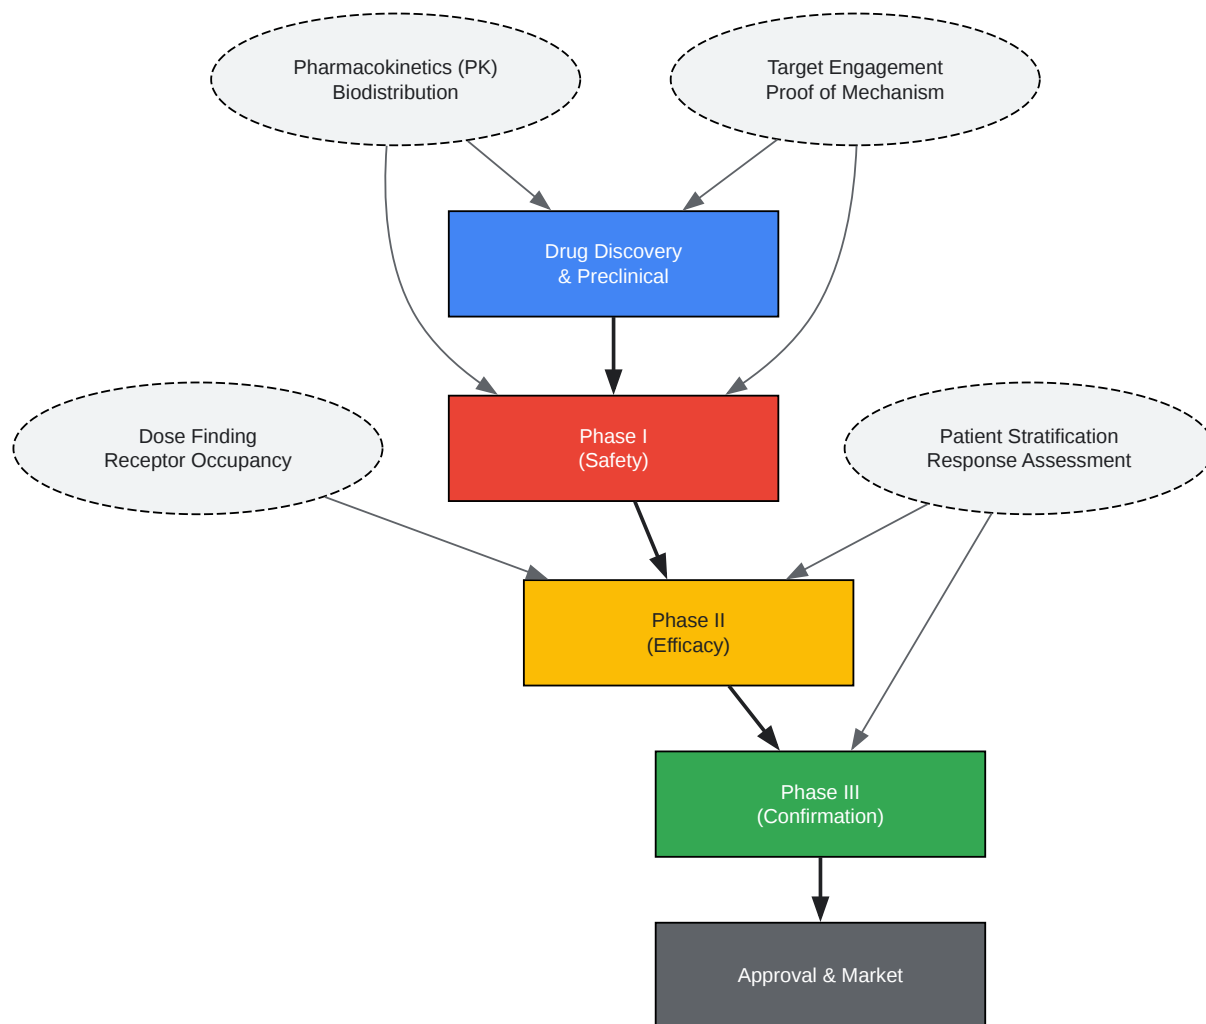 Pharmacokinetics (PK)
Biodistribution
Target Engagement
Proof of Mechanism
Drug Discovery
& Preclinical
Dose Finding
Receptor Occupancy
Phase I
(Safety)
Patient Stratification
Response Assessment
Phase II
(Efficacy)
Phase III
(Confirmation)
Approval & Market